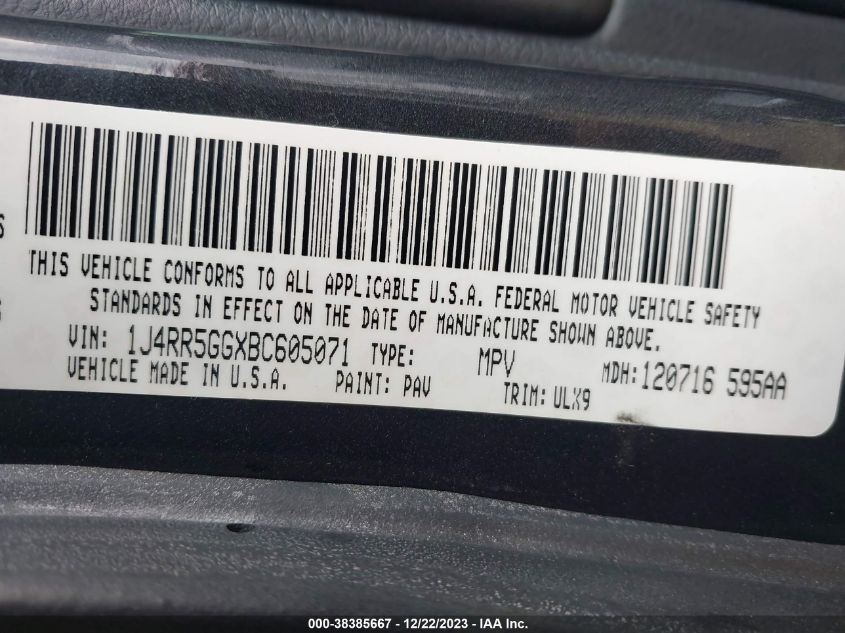 THIS VEHICLE CONFORMS TO ALL APPLICABLE U.S.A. FEDERAL MOTOR VEHICLE SAFETY
STANDARDS IN EFFECT ON THE DATE OF MANUFACTURE SHOWN ABOVE.
VIN: 1J4RR5GGXBC605071 TYPE: MPV MDH: 120716 595AA
VEHICLE MADE IN U.S.A. PAINT: PAV TRIM: ULX9
000-38385667 - 12/22/2023 - IAA Inc.